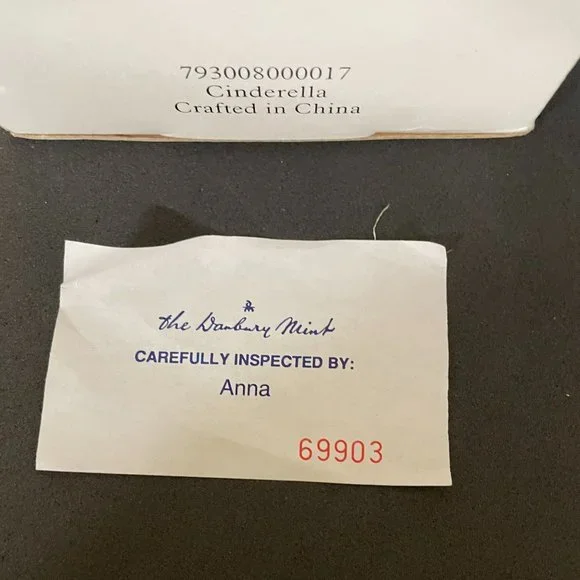 793008000017
Cinderella
Crafted in China
the Danbury Mint
CAREFULLY INSPECTED BY:
Anna
69903